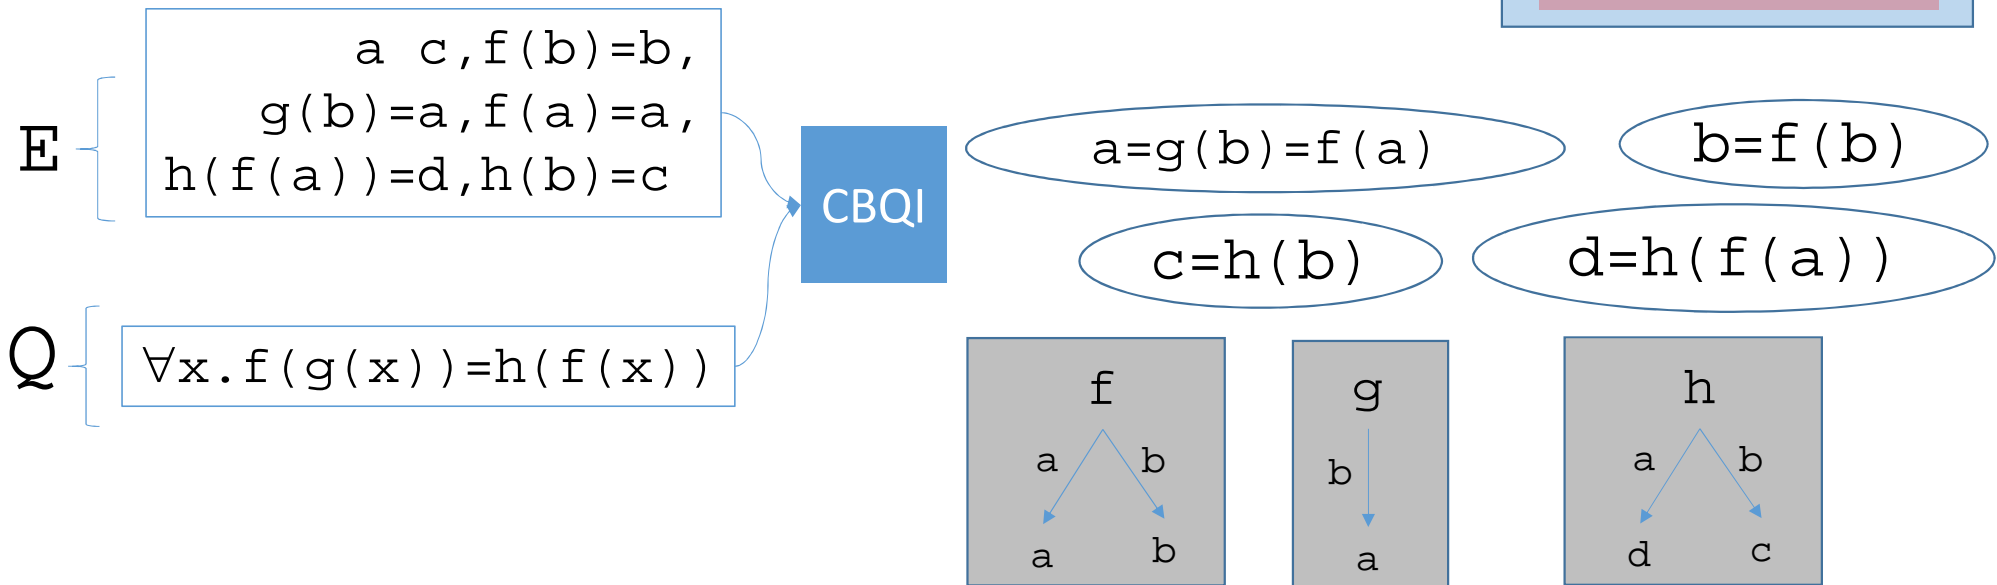 E
a c,f(b)=b,
g(b)=a,f(a)=a,
h(f(a))=d,h(b)=c
Q
∀x.f(g(x))=h(f(x))
CBQI
a=g(b)=f(a)
b=f(b)
c=h(b)
d=h(f(a))
f
a b
a b
g
b
a
h
a b
d c